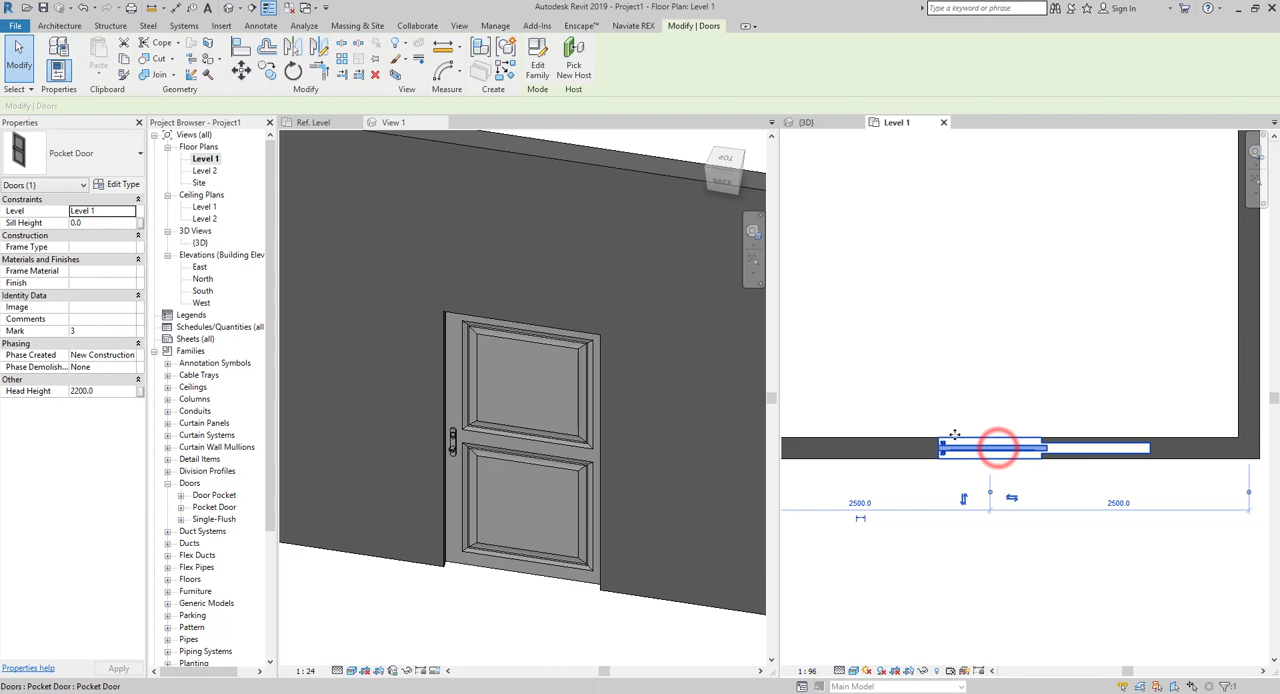 Autodesk Revit 2019 - Project1 - Floor Plan: Level 1
Type a keyword or phrase
Sign In
File Architecture Structure Systems Insert Annotate Analyze Massing & Site Collaborate View Manage Add-Ins Enscape™ Naviate REX Modify | Doors
Modify
Properties
Paste
Cope
Cut
Join
Edit Family
Pick New Host
Select Properties Clipboard Geometry Modify View Measure Create Mode Host
Modify | Doors
Properties
Project Browser - Project1
Ref. Level
View 1
{3D}
Level 1
Pocket Door
Doors (1)
Edit Type
Constraints
Level Level 1
Sill Height 0.0
Construction
Frame Type
Materials and Finishes
Frame Material
Finish
Identity Data
Image
Comments
Mark 3
Phasing
Phase Created New Construction
Phase Demolish... None
Other
Head Height 2200.0
Properties help
Apply
Views (all)
Floor Plans
Level 1
Level 2
Site
Ceiling Plans
Level 1
Level 2
3D Views
{3D}
Elevations (Building Elev
East
North
South
West
Legends
Schedules/Quantities (all
Sheets (all)
Families
Annotation Symbols
Cable Trays
Ceilings
Columns
Conduits
Curtain Panels
Curtain Systems
Curtain Wall Mullions
Detail Items
Division Profiles
Doors
Door Pocket
Pocket Door
Single-Flush
Duct Systems
Ducts
Flex Ducts
Flex Pipes
Floors
Furniture
Generic Models
Parking
Pattern
Pipes
Piping Systems
Planting
TOP
BACK
2500.0
2500.0
1 : 24
1 : 96
Doors : Pocket Door : Pocket Door
Main Model
:1